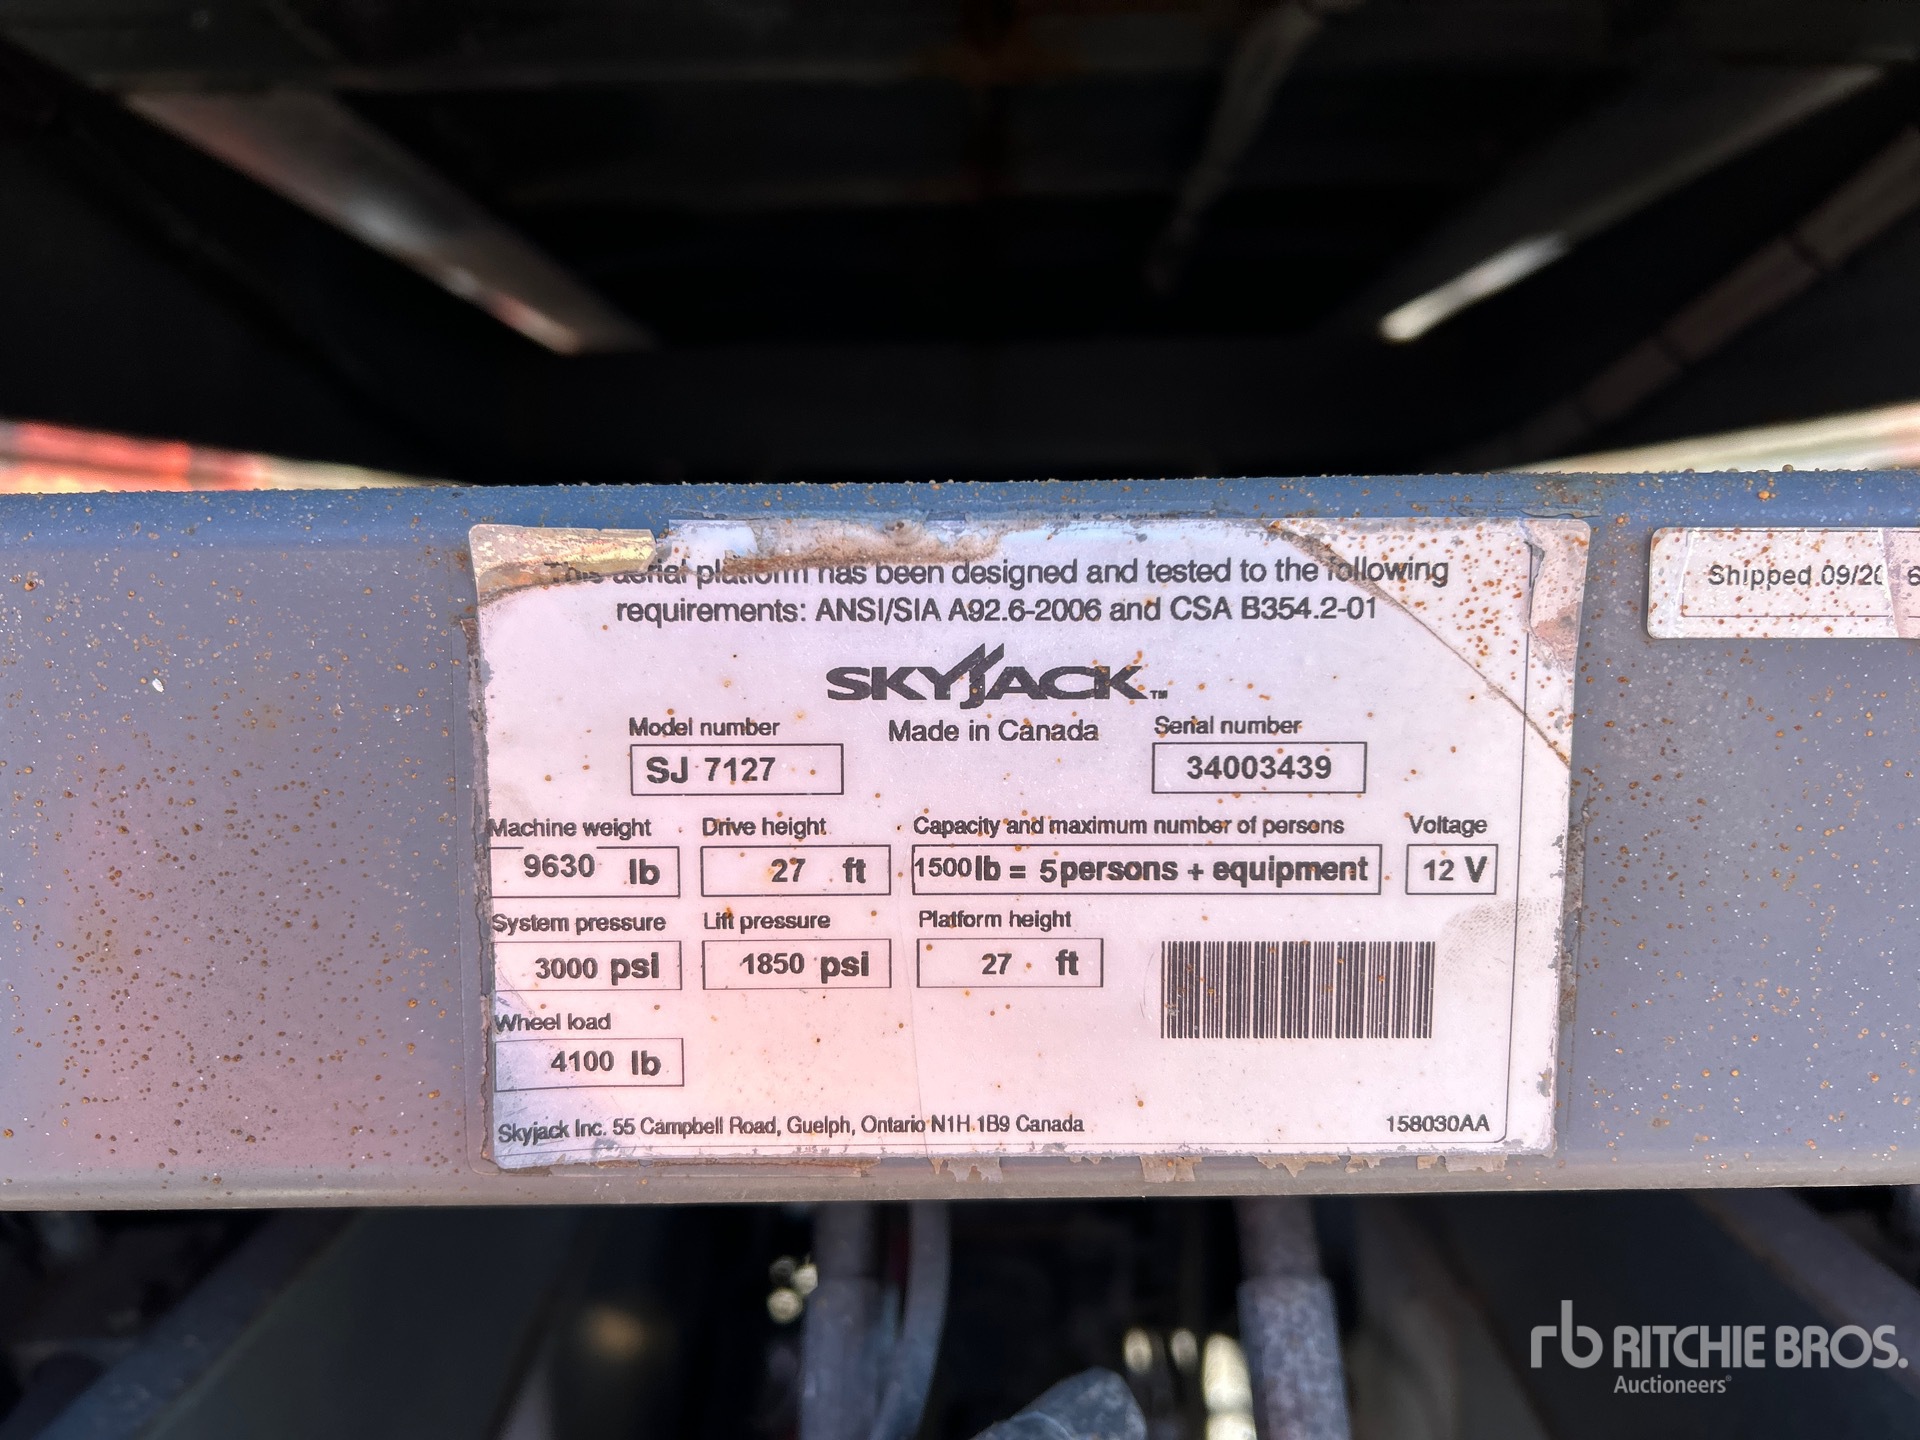 This aerial platform has been designed and tested to the following
requirements: ANSI/SIA A92.6-2006 and CSA B354.2-01
Shipped 09/20 6
SKYJACK™
Made in Canada
Model number
SJ 7127
Serial number
34003439
Machine weight
9630 lb
Drive height
27 ft
Capacity and maximum number of persons
1500 lb = 5 persons + equipment
Voltage
12 V
System pressure
3000 psi
Lift pressure
1850 psi
Platform height
27 ft
Wheel load
4100 lb
Skyjack Inc. 55 Campbell Road, Guelph, Ontario N1H 1B9 Canada
158030AA
rb RITCHIE BROS.
Auctioneers®